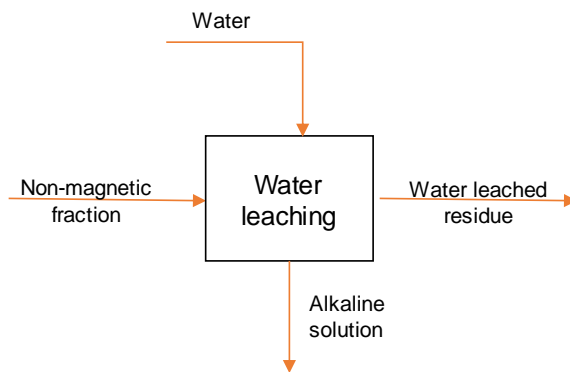 Water
Non-magnetic
fraction
Water
leaching
Water leached
residue
Alkaline
solution